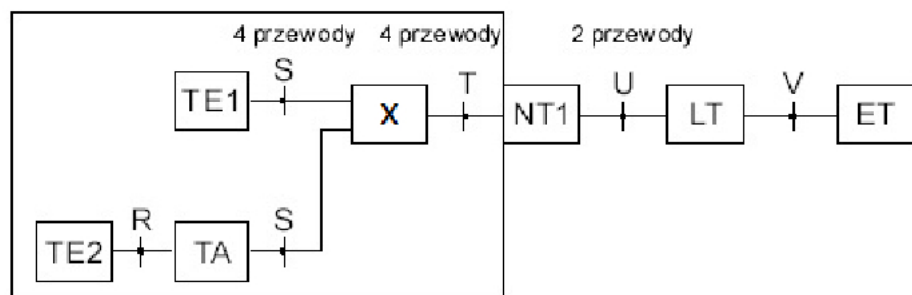 4 przewody 4 przewody 2 przewody
S T U V
TE1 X NT1 LT ET
R S
TE2 TA